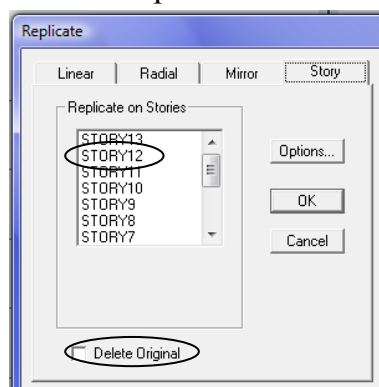 Replicate
Linear Radial Mirror Story
Replicate on Stories
STORY13
STORY12
STORY11
STORY10
STORY9
STORY8
STORY7
Options...
OK
Cancel
Delete Original